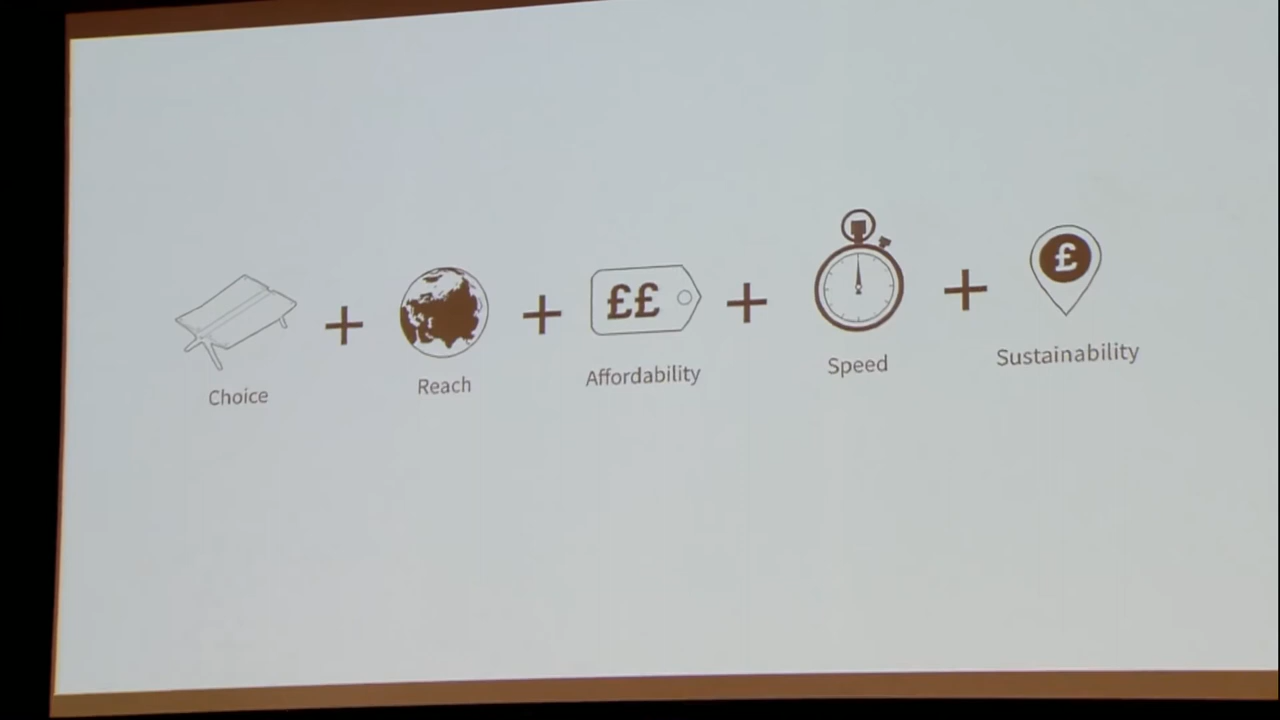 Choice + Reach + ££ Affordability + Speed + £ Sustainability